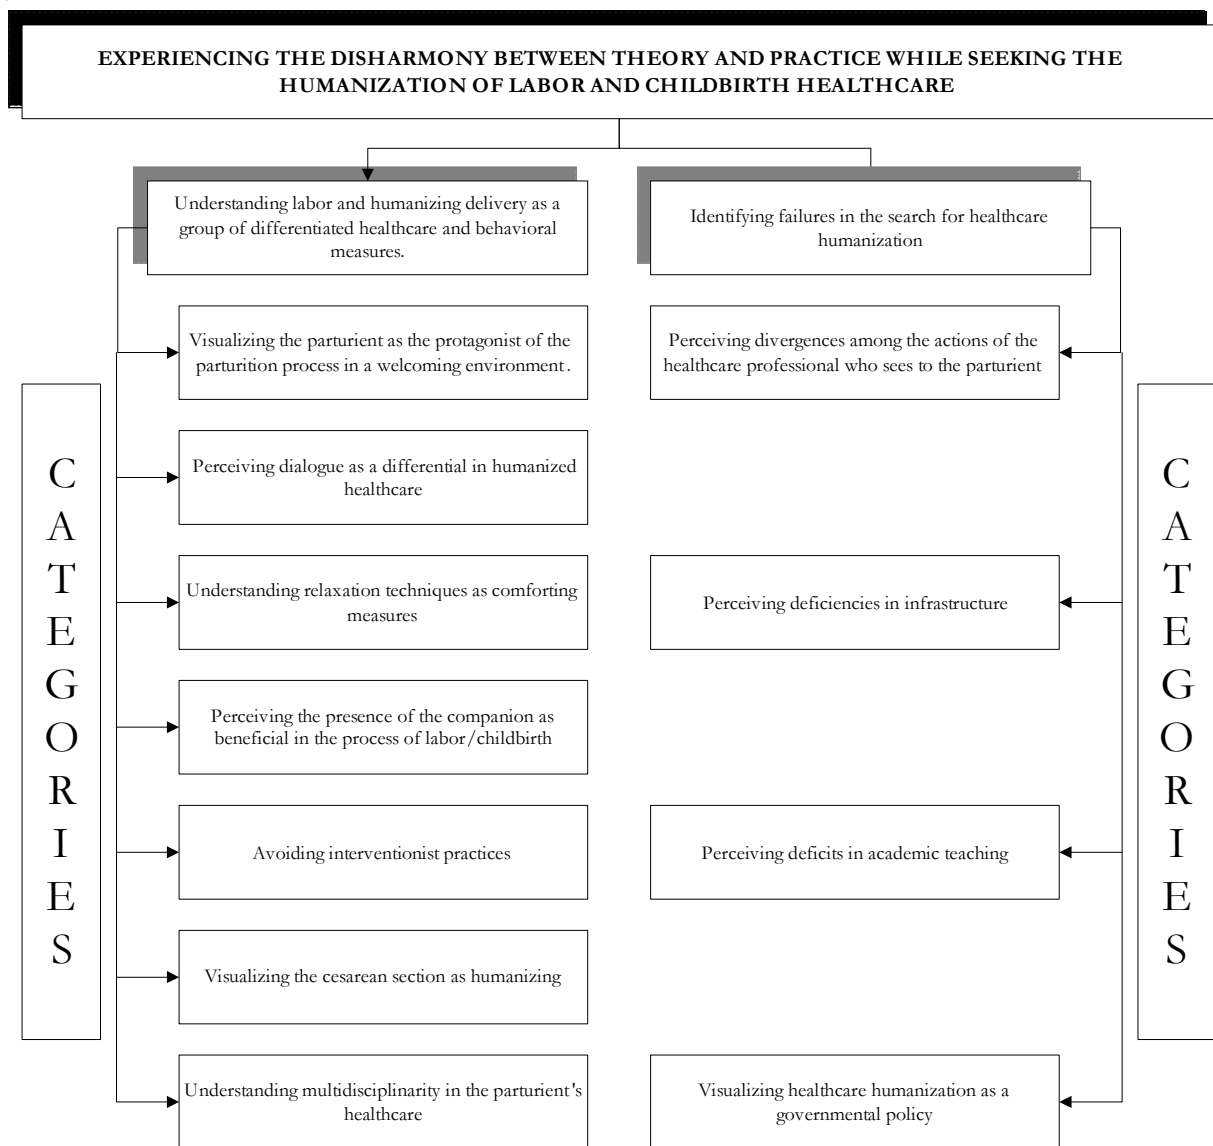 EXPERIENCING THE DISHARMONY BETWEEN THEORY AND PRACTICE WHILE SEEKING THE
HUMANIZATION OF LABOR AND CHILDBIRTH HEALTHCARE
Understanding labor and humanizing delivery as a
group of differentiated healthcare and behavioral
measures.
Identifying failures in the search for healthcare
humanization
Visualizing the parturient as the protagonist of the
parturition process in a welcoming environment.
Perceiving divergences among the actions of the
healthcare professional who sees to the parturient
C
A
T
E
G
O
R
I
E
S
Perceiving dialogue as a differential in humanized
healthcare
Understanding relaxation techniques as comforting
measures
Perceiving deficiencies in infrastructure
Perceiving the presence of the companion as
beneficial in the process of labor/childbirth
Avoiding interventionist practices
Perceiving deficits in academic teaching
Visualizing the cesarean section as humanizing
Understanding multidisciplinarity in the parturient's
healthcare
Visualizing healthcare humanization as a
governmental policy
C
A
T
E
G
O
R
I
E
S